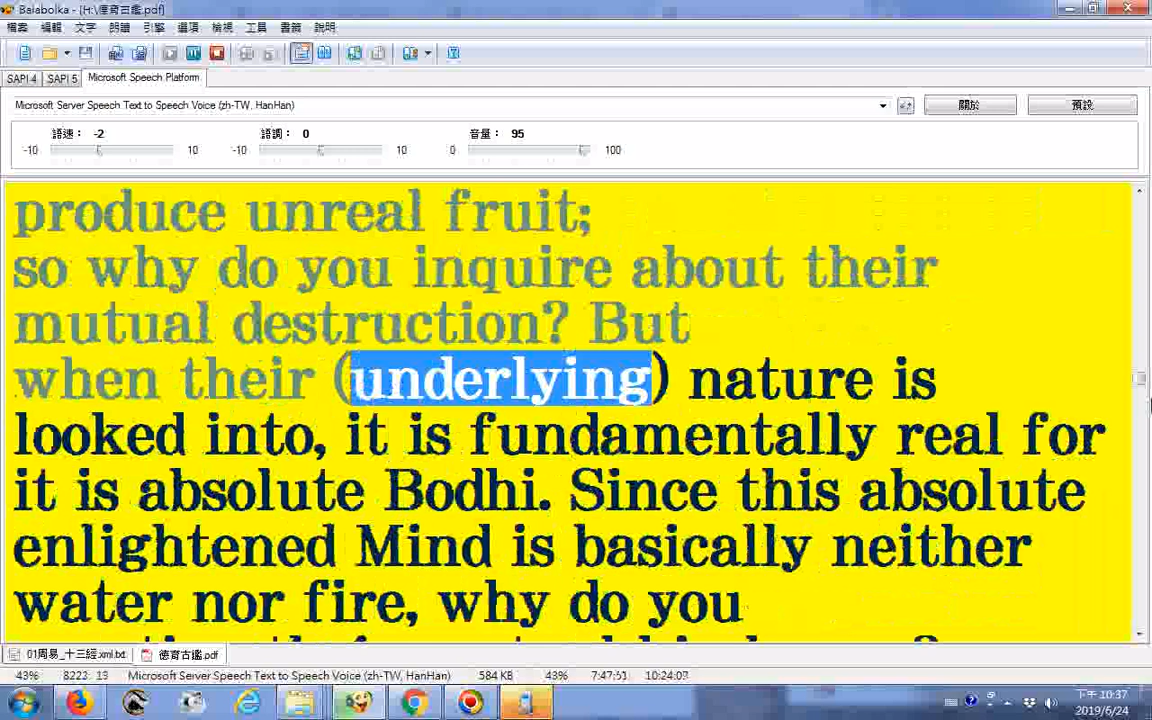 Balabolka - [H:\德育古鑑.pdf]
檔案 編輯 文字 朗讀 引擎 選項 檢視 工具 書籤 說明
SAPI 4 SAPI 5 Microsoft Speech Platform
Microsoft Server Speech Text to Speech Voice (zh-TW, HanHan) 關於 預設
語速： -2 語調： 0 音量： 95
-10 10 -10 10 0 100
produce unreal fruit;
so why do you inquire about their
mutual destruction? But
when their (underlying) nature is
looked into, it is fundamentally real for
it is absolute Bodhi. Since this absolute
enlightened Mind is basically neither
water nor fire, why do you
01周易_十三經.xml.txt 德育古鑑.pdf
43% 8222: 13 Microsoft Server Speech Text to Speech Voice (zh-TW, HanHan) 584 KB 43% 7:47:51 10:24:07
下午 10:37
2019/6/24